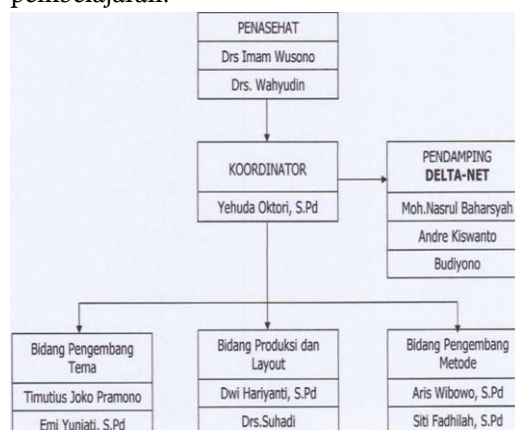 pembelajaran.
PENASEHAT
Drs Imam Wusono
Drs. Wahyudin
KOORDINATOR
Yehuda Oktori, S.Pd
PENDAMPING
DELTA-NET
Moh.Nasrul Baharsyah
Andre Kiswanto
Budiyono
Bidang Pengembang
Tema
Timutius Joko Pramono
Emi Yuniati, S.Pd
Bidang Produksi dan
Layout
Dwi Hariyanti, S.Pd
Drs.Suhadi
Bidang Pengembang
Metode
Aris Wibowo, S.Pd
Siti Fadhilah, S.Pd